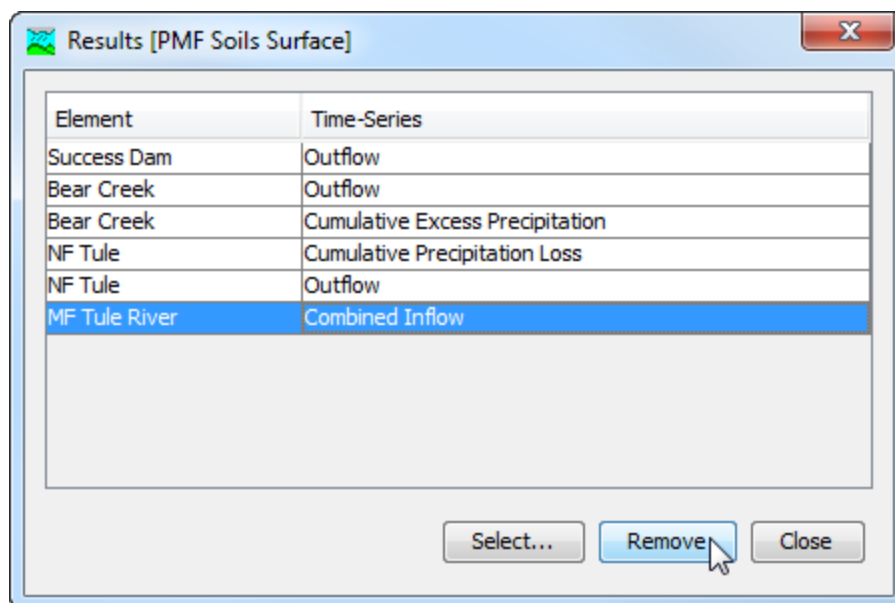 Results [PMF Soils Surface]
Element Time-Series
Success Dam Outflow
Bear Creek Outflow
Bear Creek Cumulative Excess Precipitation
NF Tule Cumulative Precipitation Loss
NF Tule Outflow
MF Tule River Combined Inflow
Select... Remove Close